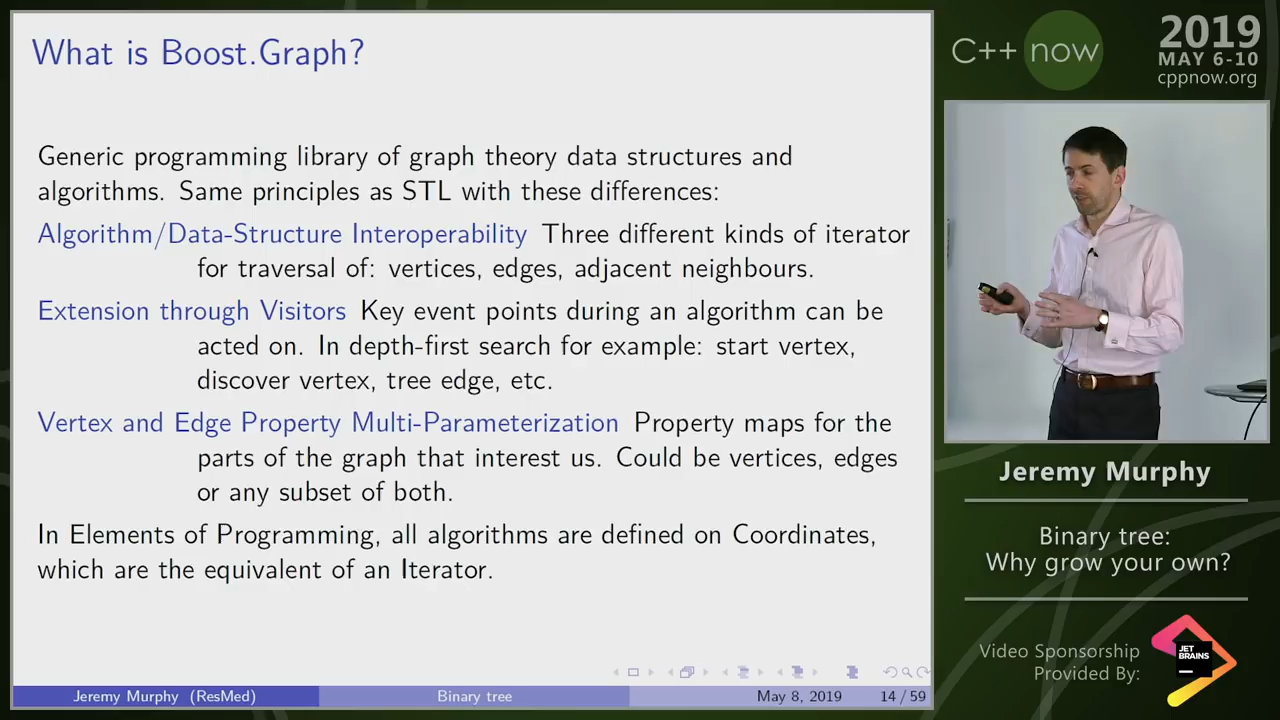 What is Boost.Graph?
Generic programming library of graph theory data structures and
algorithms. Same principles as STL with these differences:
Algorithm/Data-Structure Interoperability Three different kinds of iterator
for traversal of: vertices, edges, adjacent neighbours.
Extension through Visitors Key event points during an algorithm can be
acted on. In depth-first search for example: start vertex,
discover vertex, tree edge, etc.
Vertex and Edge Property Multi-Parameterization Property maps for the
parts of the graph that interest us. Could be vertices, edges
or any subset of both.
In Elements of Programming, all algorithms are defined on Coordinates,
which are the equivalent of an Iterator.
Jeremy Murphy (ResMed)
Binary tree
May 8, 2019
14 / 59
C++ now
2019
MAY 6-10
cppnow.org
Jeremy Murphy
Binary tree:
Why grow your own?
Video Sponsorship
Provided By:
JET
BRAINS